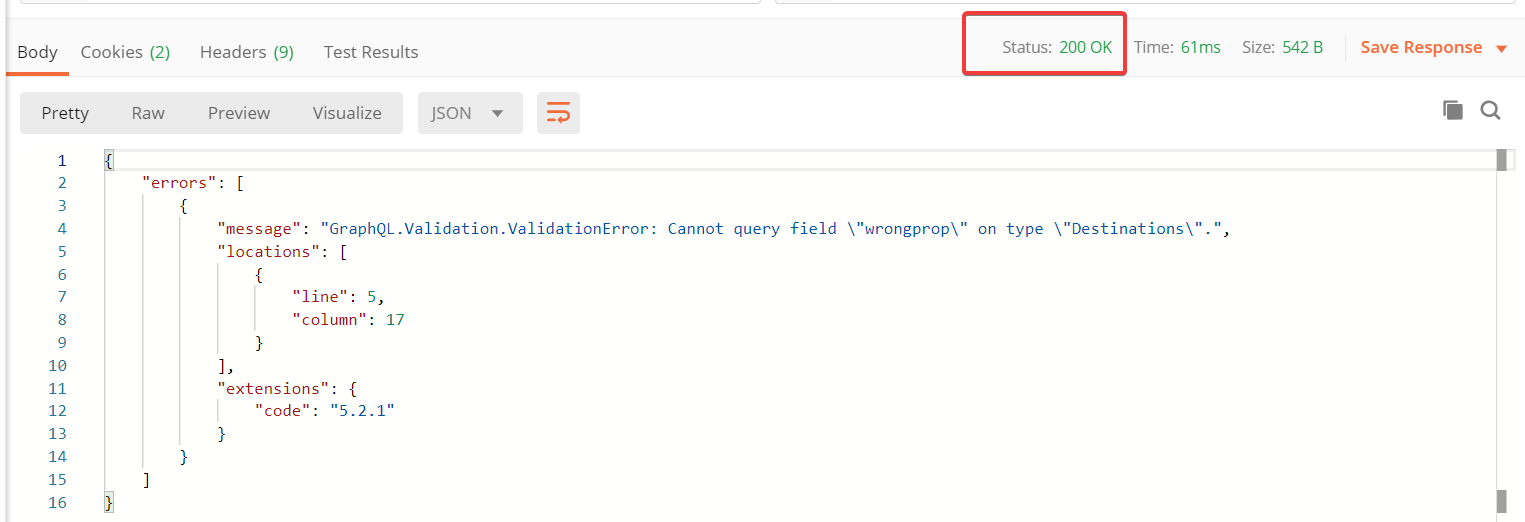 Body Cookies (2) Headers (9) Test Results Status: 200 OK Time: 61ms Size: 542 B Save Response
Pretty Raw Preview Visualize JSON
1 {
2 "errors": [
3 {
4 "message": "GraphQL.Validation.ValidationError: Cannot query field \"wrongprop\" on type \"Destinations\".",
5 "locations": [
6 {
7 "line": 5,
8 "column": 17
9 }
10 ],
11 "extensions": {
12 "code": "5.2.1"
13 }
14 }
15 ]
16 }